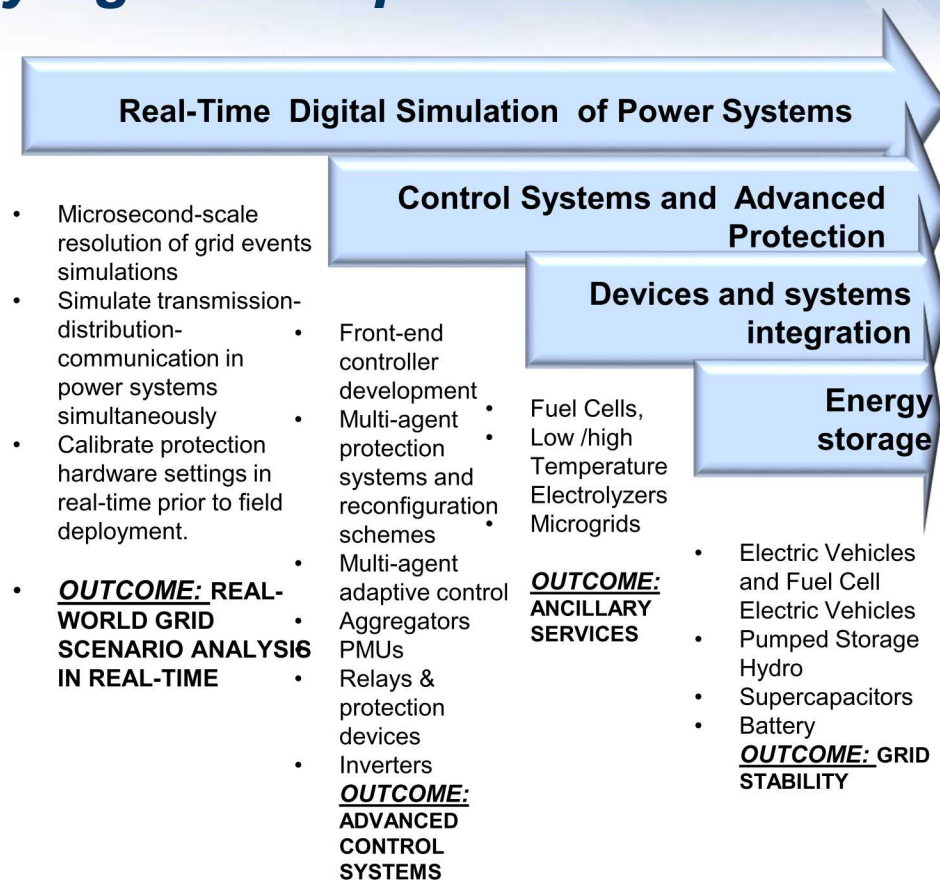 Real-Time Digital Simulation of Power Systems
Control Systems and Advanced
Protection
Devices and systems
integration
Energy
storage
• Microsecond-scale
resolution of grid events
simulations
• Simulate transmission-
distribution-
communication in
power systems
simultaneously
• Calibrate protection
hardware settings in
real-time prior to field
deployment.
• OUTCOME: REAL-
WORLD GRID
SCENARIO ANALYSIS
IN REAL-TIME
• Front-end
controller
development
• Multi-agent
protection
systems and
reconfiguration
schemes
• Multi-agent
adaptive control
• Aggregators
• PMUs
• Relays &
protection
devices
• Inverters
OUTCOME:
ADVANCED
CONTROL
SYSTEMS
• Fuel Cells,
• Low /high
Temperature
Electrolyzers
• Microgrids
OUTCOME:
ANCILLARY
SERVICES
• Electric Vehicles
and Fuel Cell
Electric Vehicles
• Pumped Storage
Hydro
• Supercapacitors
• Battery
OUTCOME: GRID
STABILITY